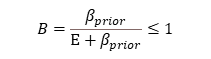 B = β_prior / (E + β_prior) ≤ 1